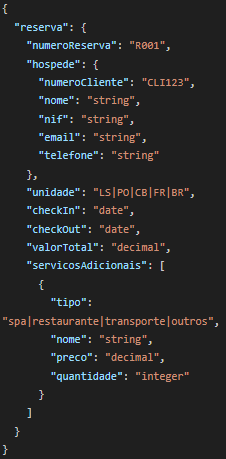 {
  "reserva": {
    "numeroReserva": "R001",
    "hospede": {
      "numeroCliente": "CLI123",
      "nome": "string",
      "nif": "string",
      "email": "string",
      "telefone": "string"
    },
    "unidade": "LS|PO|CB|FR|BR",
    "checkIn": "date",
    "checkOut": "date",
    "valorTotal": "decimal",
    "servicosAdicionais": [
      {
        "tipo":
"spa|restaurante|transporte|outros",
        "nome": "string",
        "preco": "decimal",
        "quantidade": "integer"
      }
    ]
  }
}